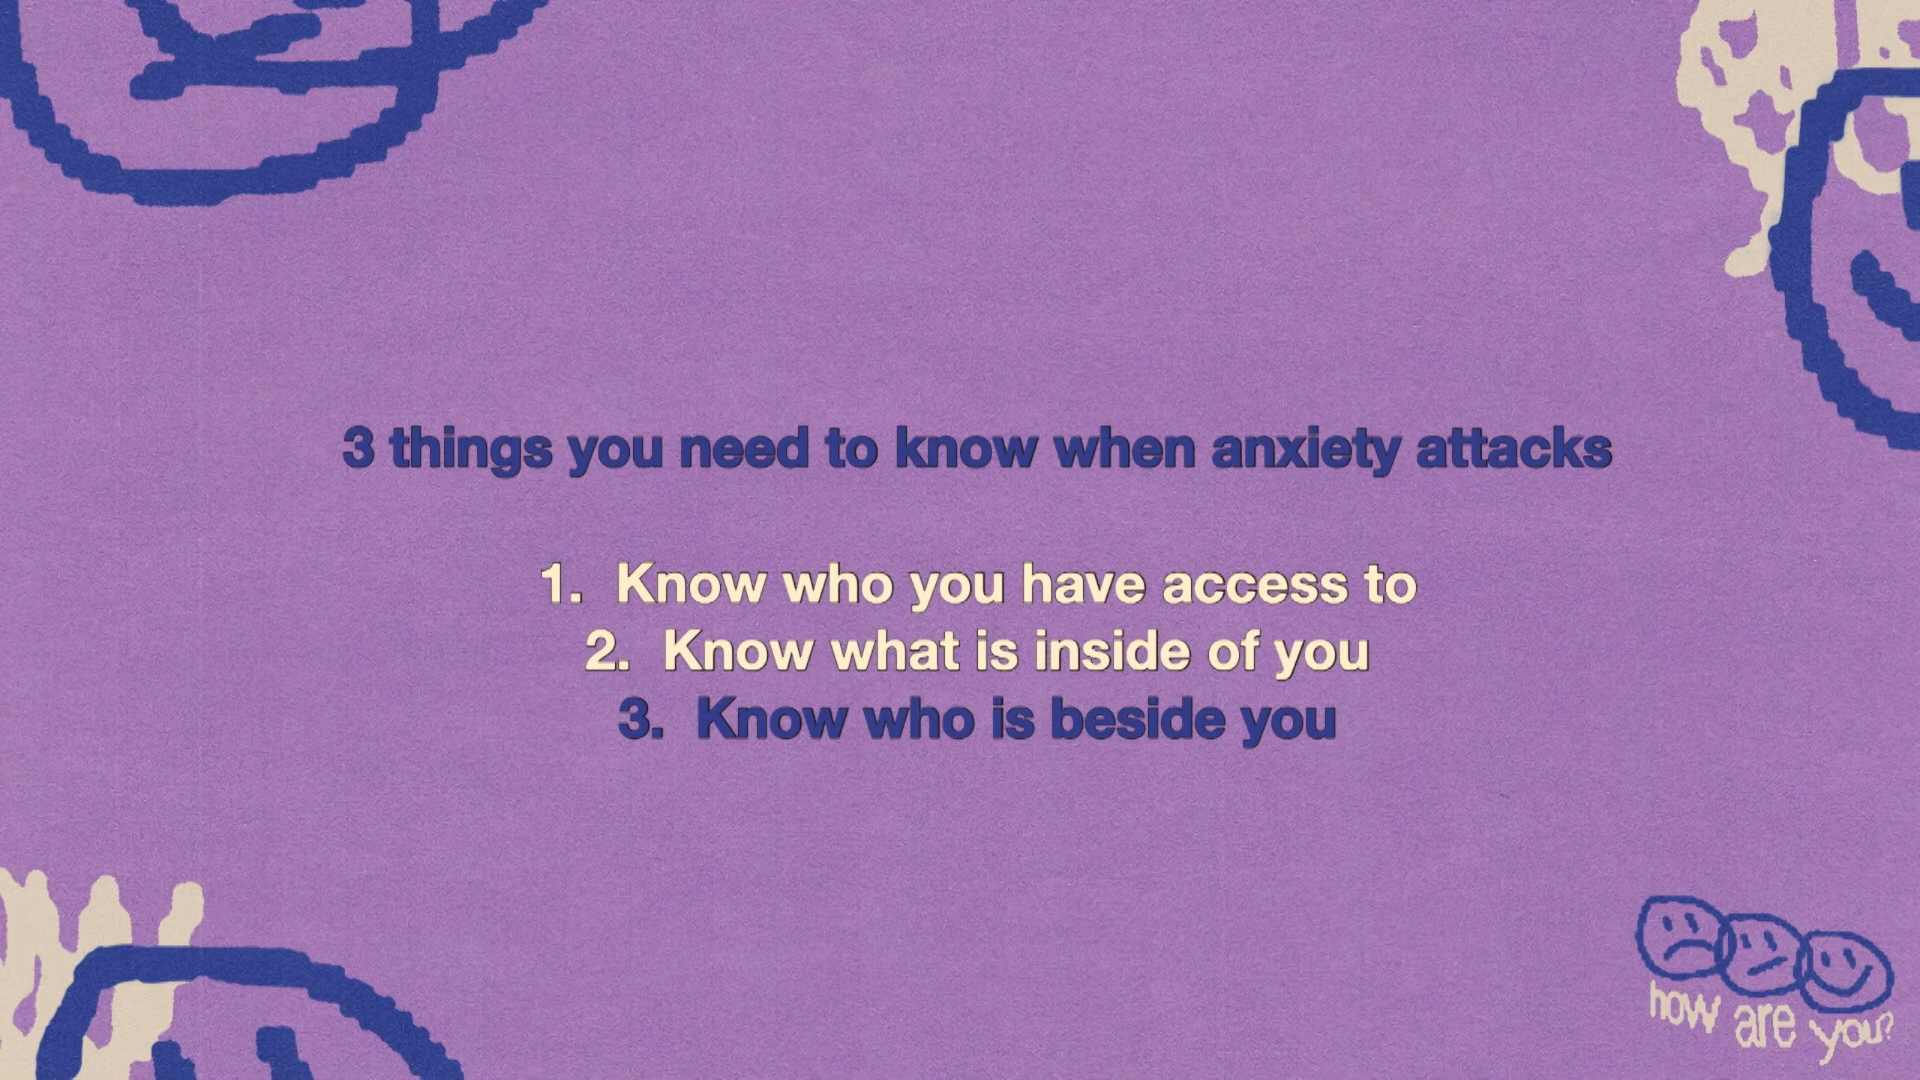 3 things you need to know when anxiety attacks
1. Know who you have access to
2. Know what is inside of you
3. Know who is beside you
how are you?